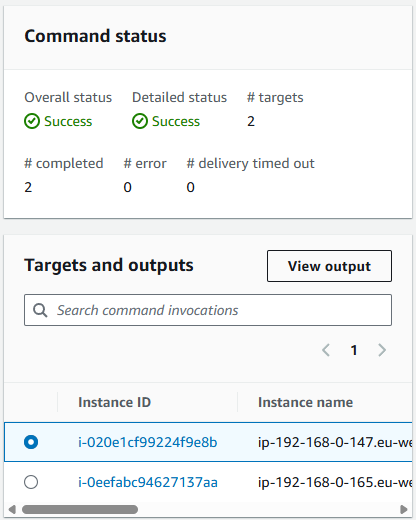 Command status
Overall status Detailed status # targets
Success Success 2
# completed # error # delivery timed out
2 0 0
Targets and outputs View output
Search command invocations
1
Instance ID Instance name
i-020e1cf99224f9e8b ip-192-168-0-147.eu-we
i-0eefabc94627137aa ip-192-168-0-165.eu-we